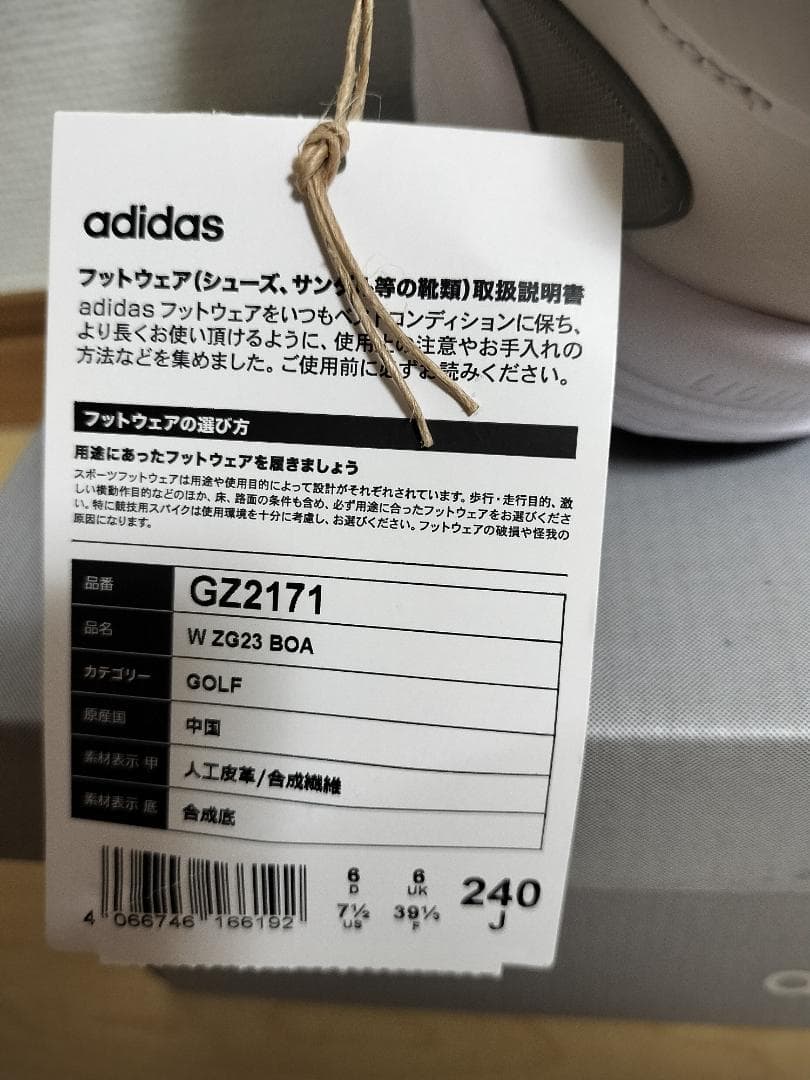 adidas
フットウェア(シューズ、サンダル等の靴類)取扱説明書
adidas フットウェアをいつもベストコンディションに保ち、
より長くお使い頂けるように、使用上の注意やお手入れの
方法などを集めました。ご使用前に必ずお読みください。
フットウェアの選び方
用途にあったフットウェアを履きましょう
スポーツフットウェアは用途や使用目的によって設計がそれぞれされています。歩行・走行目的、激
しい横動作目的などのほか、床、路面の条件も含め、必ず用途に合ったフットウェアをお選びくださ
い。特に競技用スパイクは使用環境を十分に考慮し、お選びください。フットウェアの破損や怪我の
原因になります。
品番 GZ2171
品名 W ZG23 BOA
カテゴリー GOLF
原産国 中国
素材表示 甲 人工皮革/合成繊維
素材表示 底 合成底
4 066746 166192
6 D 6 UK 240 J
7½ US 39⅓ F